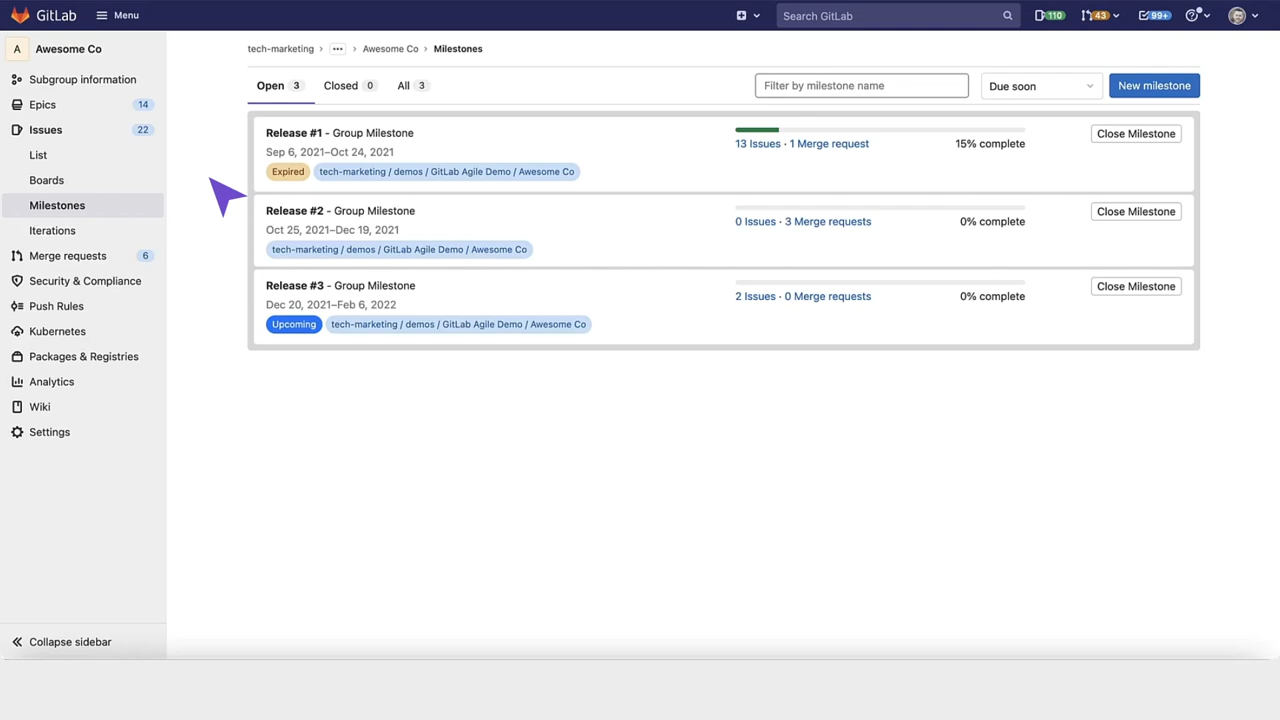 GitLab Menu Search GitLab 110 43 99+
A Awesome Co
Subgroup information
Epics 14
Issues 22
List
Boards
Milestones
Iterations
Merge requests 6
Security & Compliance
Push Rules
Kubernetes
Packages & Registries
Analytics
Wiki
Settings
Collapse sidebar
tech-marketing › ••• › Awesome Co › Milestones
Open 3 Closed 0 All 3 Filter by milestone name Due soon New milestone
Release #1 - Group Milestone
Sep 6, 2021–Oct 24, 2021
Expired tech-marketing / demos / GitLab Agile Demo / Awesome Co
13 Issues · 1 Merge request 15% complete
Close Milestone
Release #2 - Group Milestone
Oct 25, 2021–Dec 19, 2021
tech-marketing / demos / GitLab Agile Demo / Awesome Co
0 Issues · 3 Merge requests 0% complete
Close Milestone
Release #3 - Group Milestone
Dec 20, 2021–Feb 6, 2022
Upcoming tech-marketing / demos / GitLab Agile Demo / Awesome Co
2 Issues · 0 Merge requests 0% complete
Close Milestone